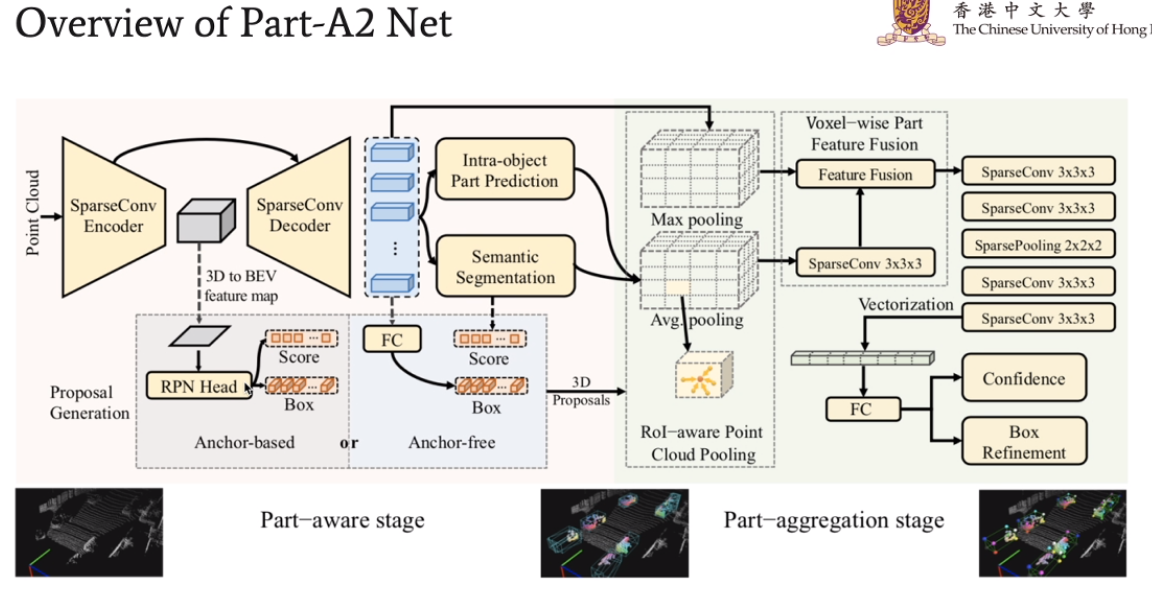 Overview of Part-A2 Net
香港中文大學
The Chinese University of Hong
Point Cloud
SparseConv
Encoder
SparseConv
Decoder
3D to BEV
feature map
Intra-object
Part Prediction
Semantic
Segmentation
Proposal
Generation
RPN Head
Score
Box
Anchor-based
or
FC
Score
Box
Anchor-free
3D
Proposals
Max pooling
Avg. pooling
RoI-aware Point
Cloud Pooling
Voxel-wise Part
Feature Fusion
Feature Fusion
SparseConv 3x3x3
SparseConv 3x3x3
SparseConv 3x3x3
SparsePooling 2x2x2
SparseConv 3x3x3
SparseConv 3x3x3
Vectorization
FC
Confidence
Box
Refinement
Part-aware stage
Part-aggregation stage